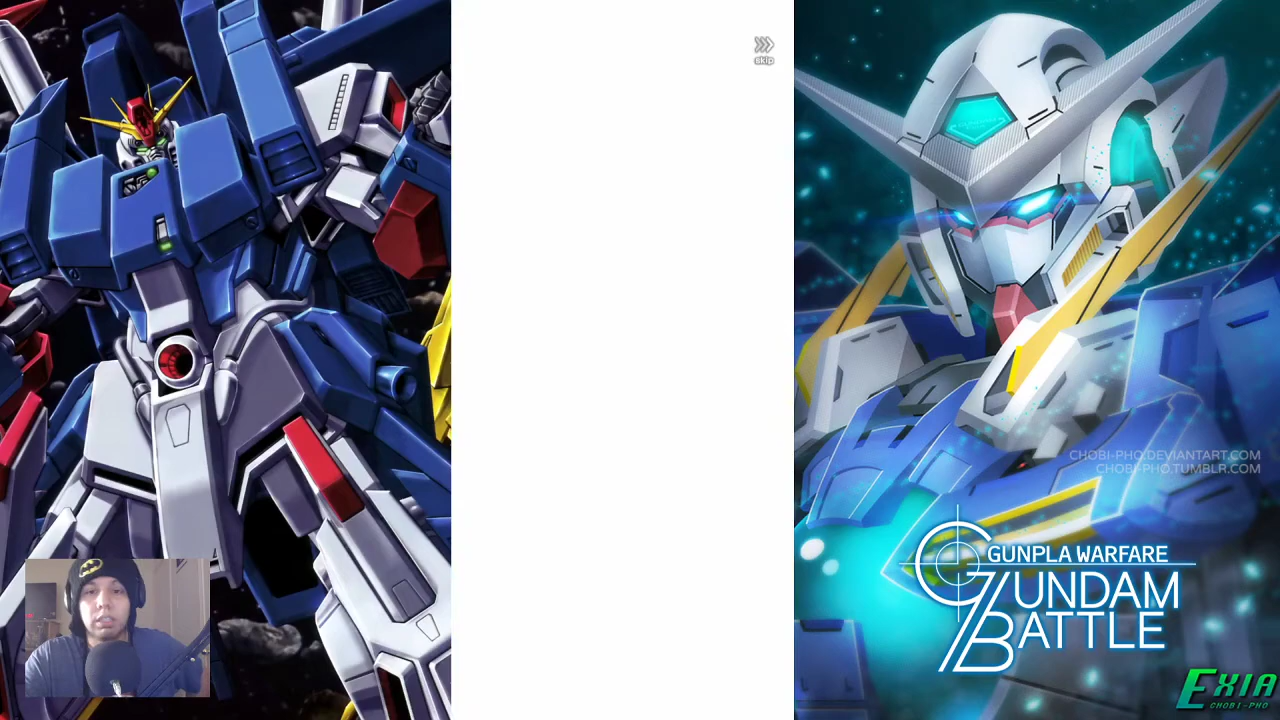 skip
CHOBI-PHO.DEVIANTART.COM
CHOBI-PHO.TUMBLR.COM
GUNPLA WARFARE
GUNDAM
BATTLE
EXIA
CHOBI-PHO